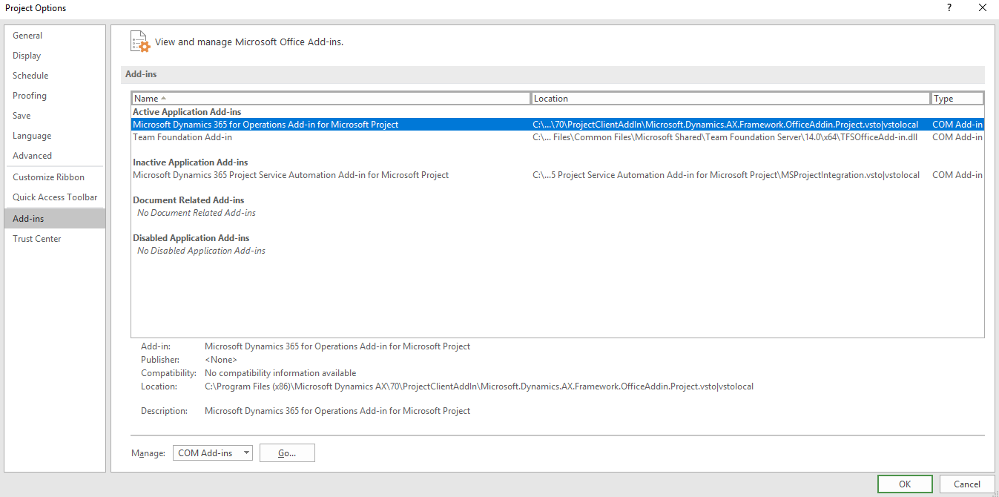 Project Options
?
General
Display
Schedule
Proofing
Save
Language
Advanced
Customize Ribbon
Quick Access Toolbar
Add-ins
Trust Center
View and manage Microsoft Office Add-ins.
Add-ins
Name Location Type
Active Application Add-ins
Microsoft Dynamics 365 for Operations Add-in for Microsoft Project C:\...\70\ProjectClientAddIn\Microsoft.Dynamics.AX.Framework.OfficeAddin.Project.vsto|vstolocal COM Add-in
Team Foundation Add-in C:\... Files\Common Files\Microsoft Shared\Team Foundation Server\14.0\x64\TFSOfficeAdd-in.dll COM Add-in
Inactive Application Add-ins
Microsoft Dynamics 365 Project Service Automation Add-in for Microsoft Project C:\...5 Project Service Automation Add-in for Microsoft Project\MSProjectIntegration.vsto|vstolocal COM Add-in
Document Related Add-ins
No Document Related Add-ins
Disabled Application Add-ins
No Disabled Application Add-ins
Add-in: Microsoft Dynamics 365 for Operations Add-in for Microsoft Project
Publisher: <None>
Compatibility: No compatibility information available
Location: C:\Program Files (x86)\Microsoft Dynamics AX\70\ProjectClientAddIn\Microsoft.Dynamics.AX.Framework.OfficeAddin.Project.vsto|vstolocal
Description: Microsoft Dynamics 365 for Operations Add-in for Microsoft Project
Manage: COM Add-ins Go...
OK Cancel